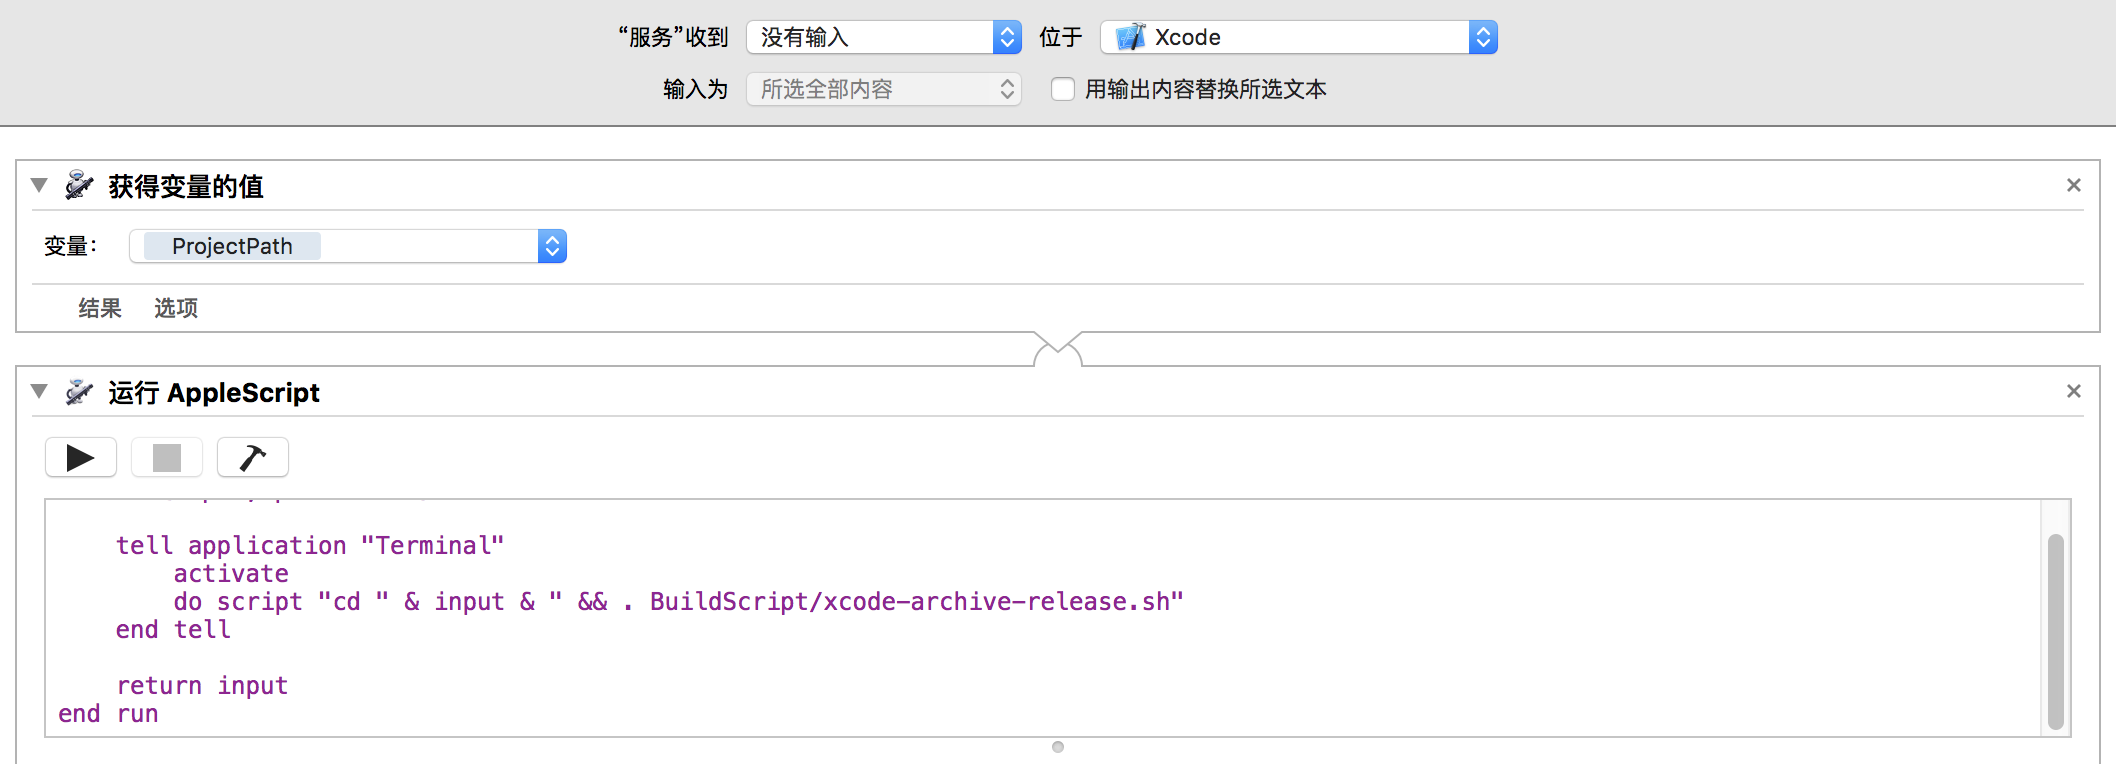 “服务”收到 没有输入 位于 Xcode
输入为 所选全部内容 用输出内容替换所选文本
获得变量的值
变量： ProjectPath
结果 选项
运行 AppleScript
tell application "Terminal"
activate
do script "cd " & input & " && . BuildScript/xcode-archive-release.sh"
end tell
return input
end run